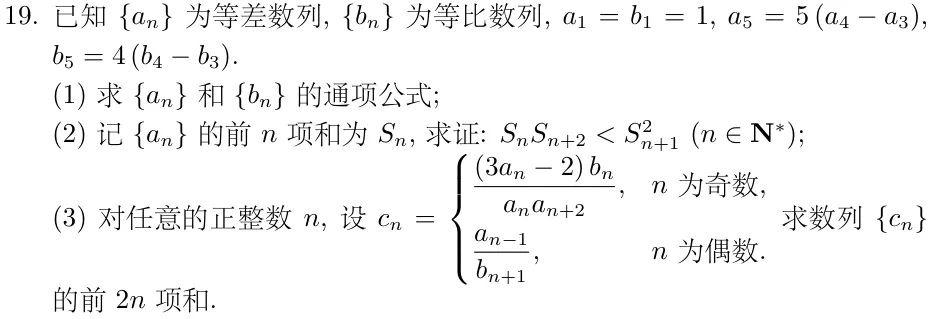 19. 已知 {aₙ} 为等差数列, {bₙ} 为等比数列, a₁ = b₁ = 1, a₅ = 5 (a₄ − a₃),
b₅ = 4 (b₄ − b₃).
(1) 求 {aₙ} 和 {bₙ} 的通项公式;
(2) 记 {aₙ} 的前 n 项和为 Sₙ, 求证: SₙSₙ₊₂ < S²ₙ₊₁ (n ∈ N*);
(3) 对任意的正整数 n, 设 cₙ = { (3aₙ − 2) bₙ / aₙaₙ₊₂, n 为奇数, aₙ₋₁ / bₙ₊₁, n 为偶数. 求数列 {cₙ}
的前 2n 项和.